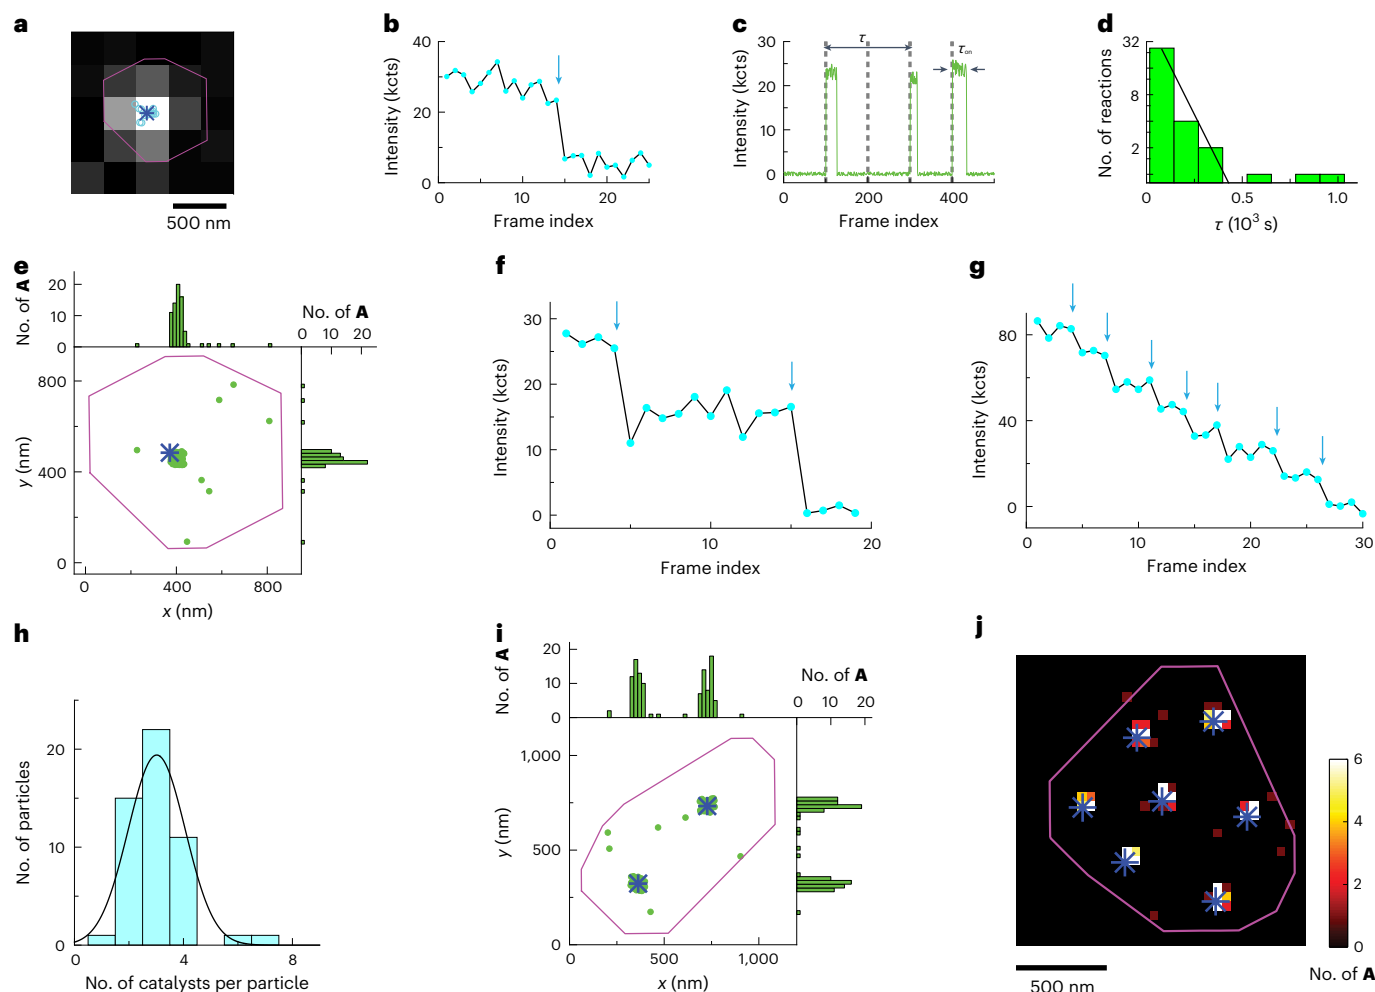 a
500 nm
b
40
20
0
0
10
20
Intensity (kcts)
Frame index
c
τ
τon
30
20
10
0
0
200
400
Intensity (kcts)
Frame index
d
32
8
2
0
0.5
1.0
No. of reactions
τ (10³ s)
e
No. of A
20
10
0
No. of A
0 10 20
800
400
0
y (nm)
0
400
800
x (nm)
f
30
20
10
0
0
10
20
Intensity (kcts)
Frame index
g
80
40
0
0
10
20
30
Intensity (kcts)
Frame index
h
20
10
0
0
4
8
No. of particles
No. of catalysts per particle
i
No. of A
20
10
0
No. of A
0 10 20
1,000
500
0
y (nm)
0
500
1,000
x (nm)
j
500 nm
6
4
2
0
No. of A